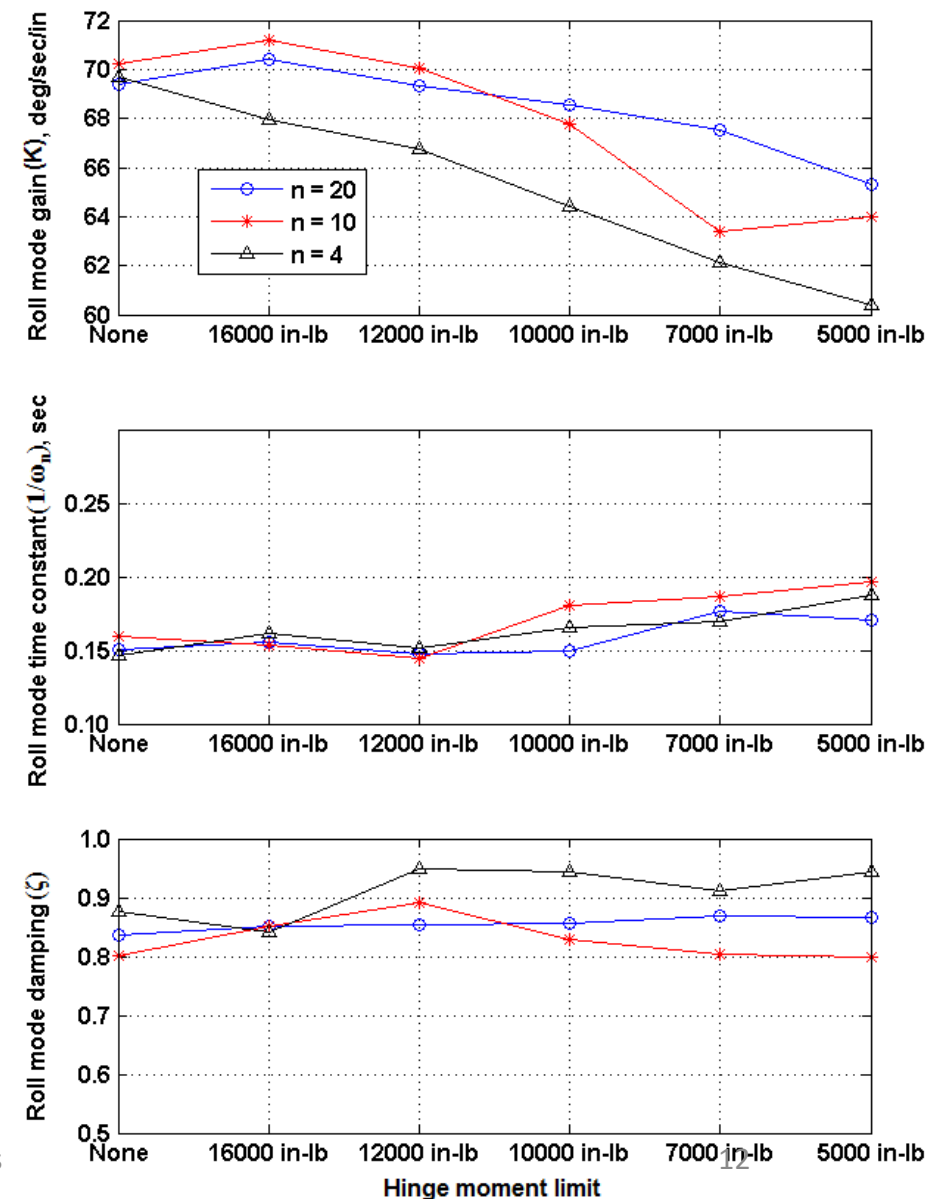 Roll mode gain (K), deg/sec/in
72
70
68
66
64
62
60
n = 20
n = 10
n = 4
None 16000 in-lb 12000 in-lb 10000 in-lb 7000 in-lb 5000 in-lb
Roll mode time constant (1/ωn), sec
0.25
0.20
0.15
0.10
None 16000 in-lb 12000 in-lb 10000 in-lb 7000 in-lb 5000 in-lb
Roll mode damping (ζ)
1.0
0.9
0.8
0.7
0.6
0.5
None 16000 in-lb 12000 in-lb 10000 in-lb 7000 in-lb 5000 in-lb
12
Hinge moment limit